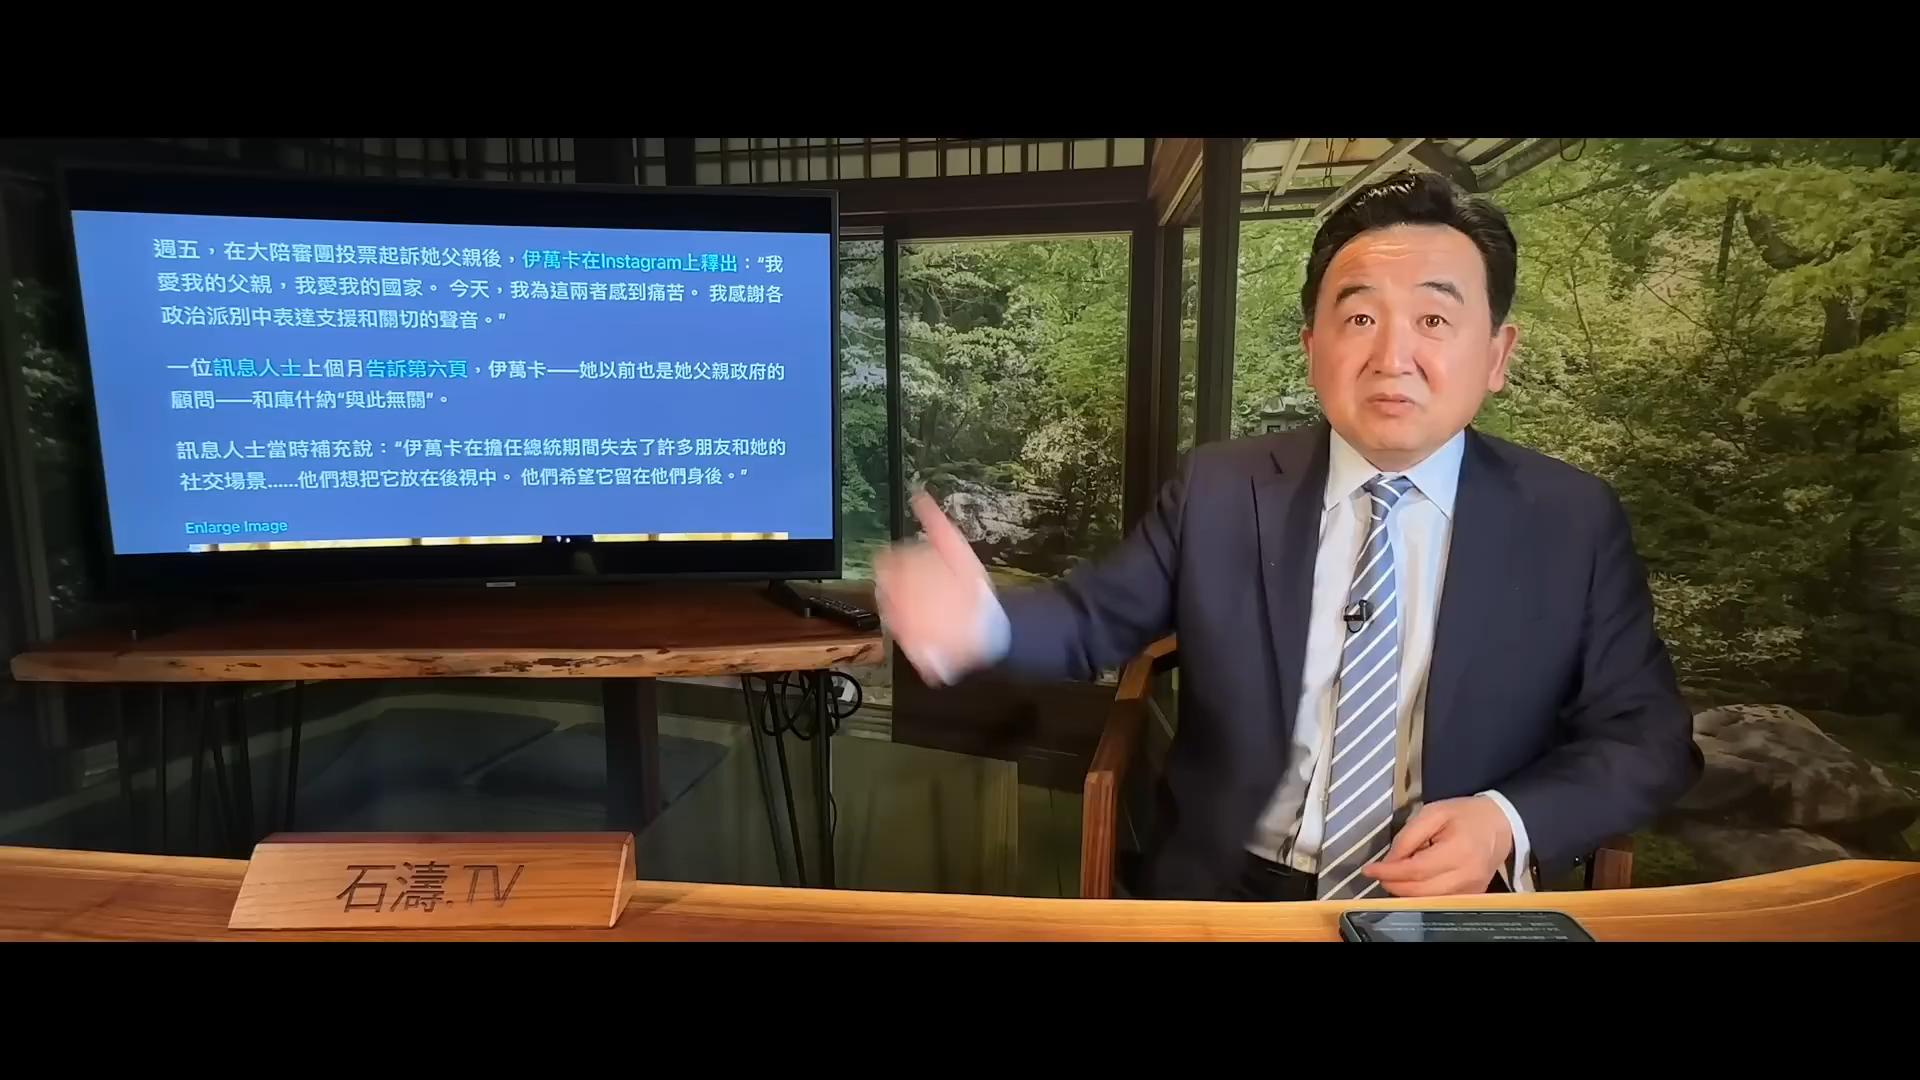 週五，在大陪審團投票起訴她父親後，伊萬卡在Instagram上釋出：“我
愛我的父親，我愛我的國家。 今天，我為這兩者感到痛苦。 我感謝各
政治派別中表達支援和關切的聲音。”
一位訊息人士上個月告訴第六頁，伊萬卡——她以前也是她父親政府的
顧問——和庫什納“與此無關”。
訊息人士當時補充說：“伊萬卡在擔任總統期間失去了許多朋友和她的
社交場景......他們想把它放在後視中。 他們希望它留在他們身後。”
Enlarge Image
石濤.TV